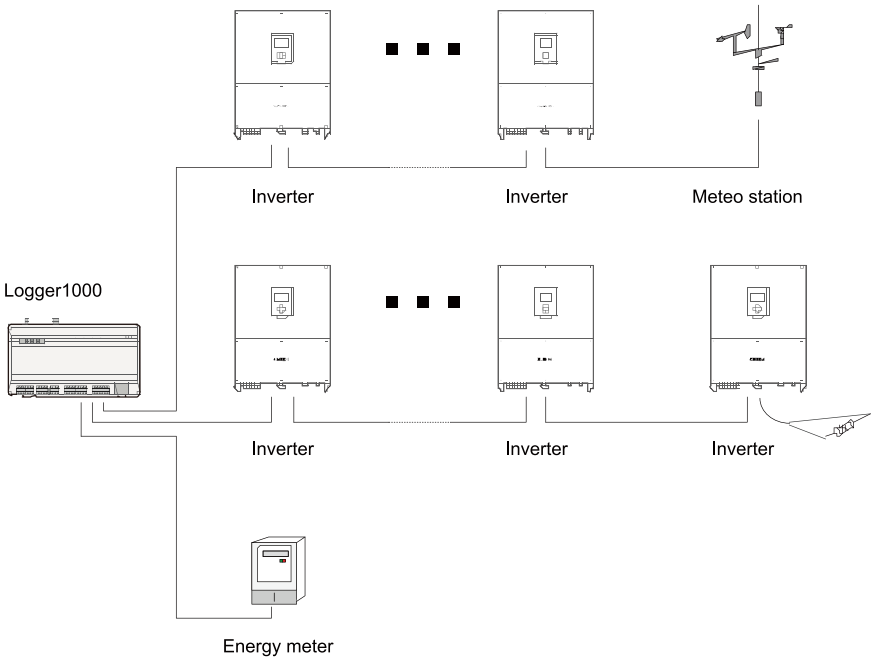 Inverter
Inverter
Meteo station
Logger1000
Inverter
Inverter
Inverter
Energy meter